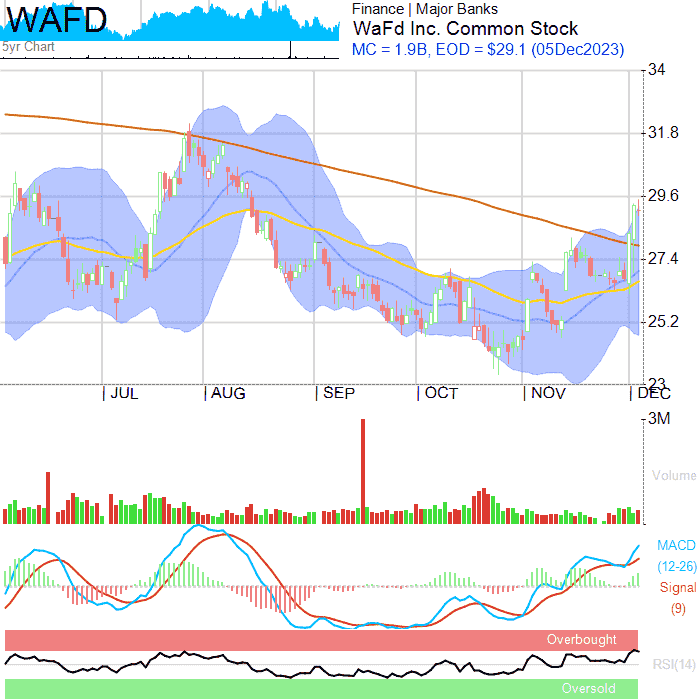 WAFD
5yr Chart
Finance | Major Banks
WaFd Inc. Common Stock
MC = 1.9B, EOD = $29.1 (05Dec2023)
34
31.8
29.6
27.4
25.2
23
JUL AUG SEP OCT NOV DEC
3M
Volume
MACD
(12-26)
Signal
(9)
Overbought
RSI(14)
Oversold